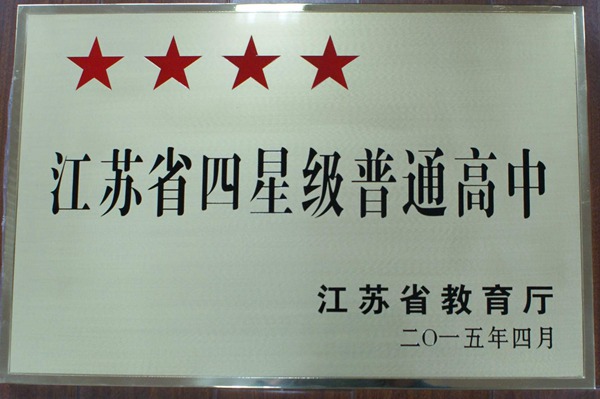 江苏省四星级普通高中
江苏省教育厅
二〇一五年四月